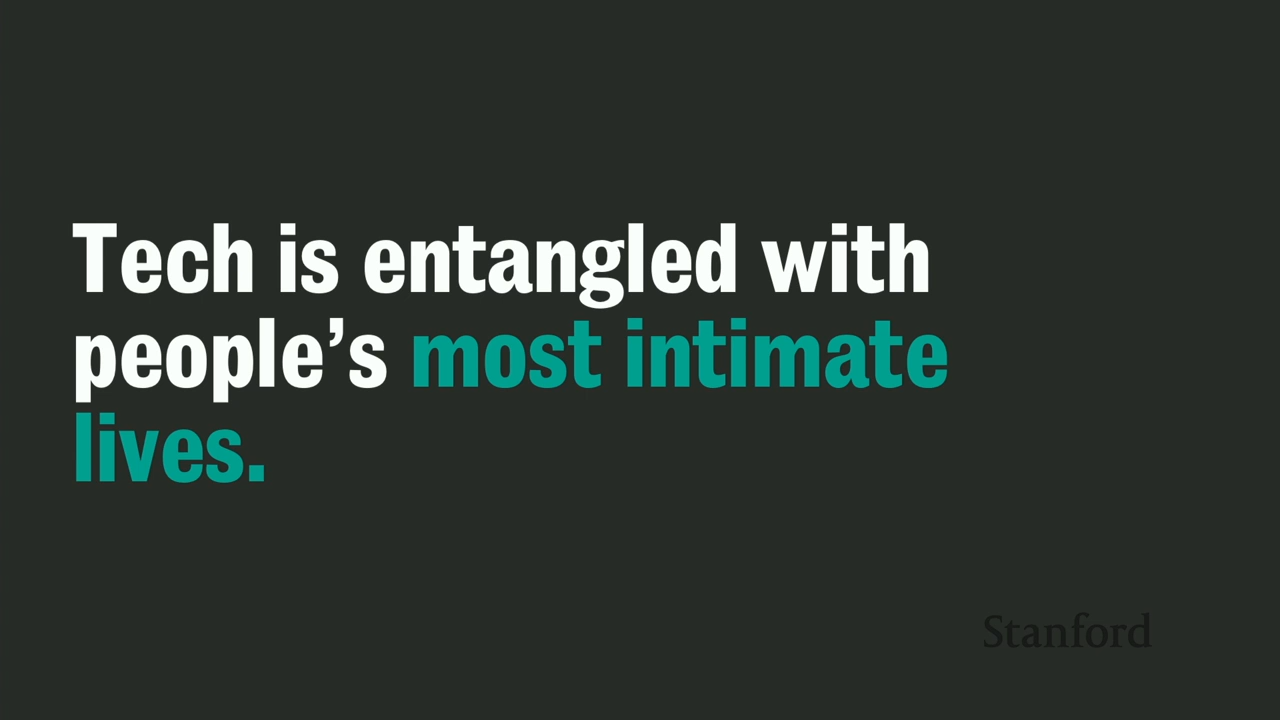 Tech is entangled with
people’s most intimate
lives.
Stanford